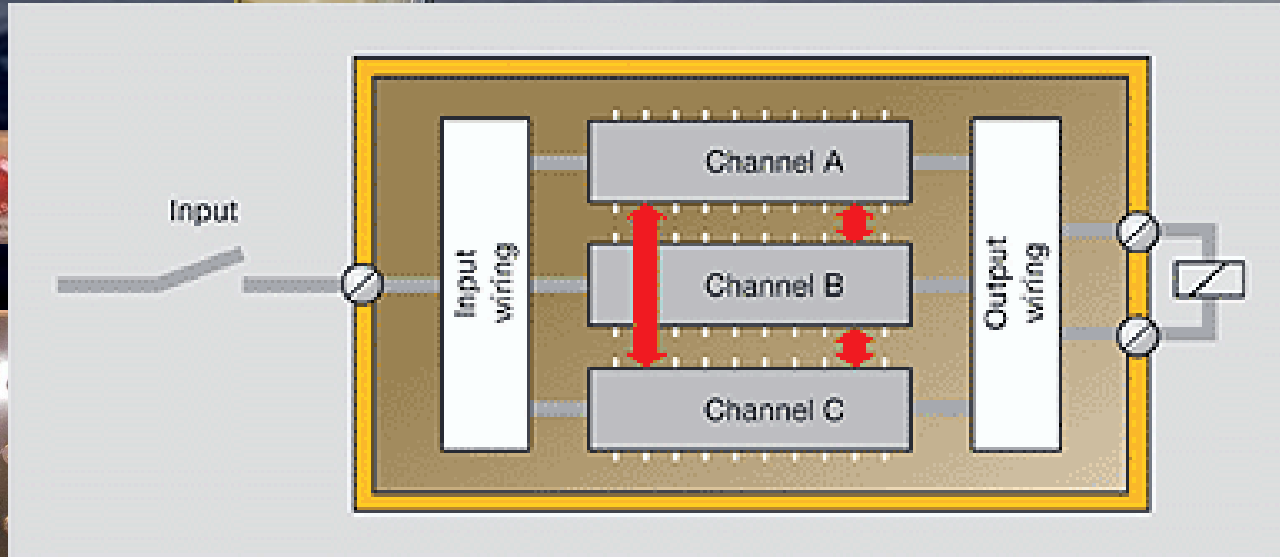 Input
Input
wiring
Channel A
Channel B
Channel C
Output
wiring